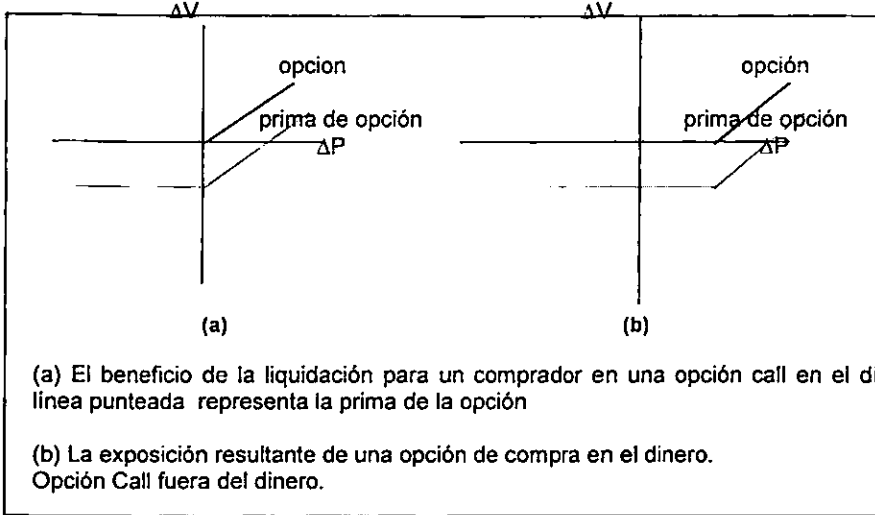 ΔV ΔV
opcion opción
prima de opción prima de opción
ΔP ΔP
(a) (b)
(a) El beneficio de la liquidación para un comprador en una opción call en el
línea punteada representa la prima de la opción
(b) La exposición resultante de una opción de compra en el dinero.
Opción Call fuera del dinero.